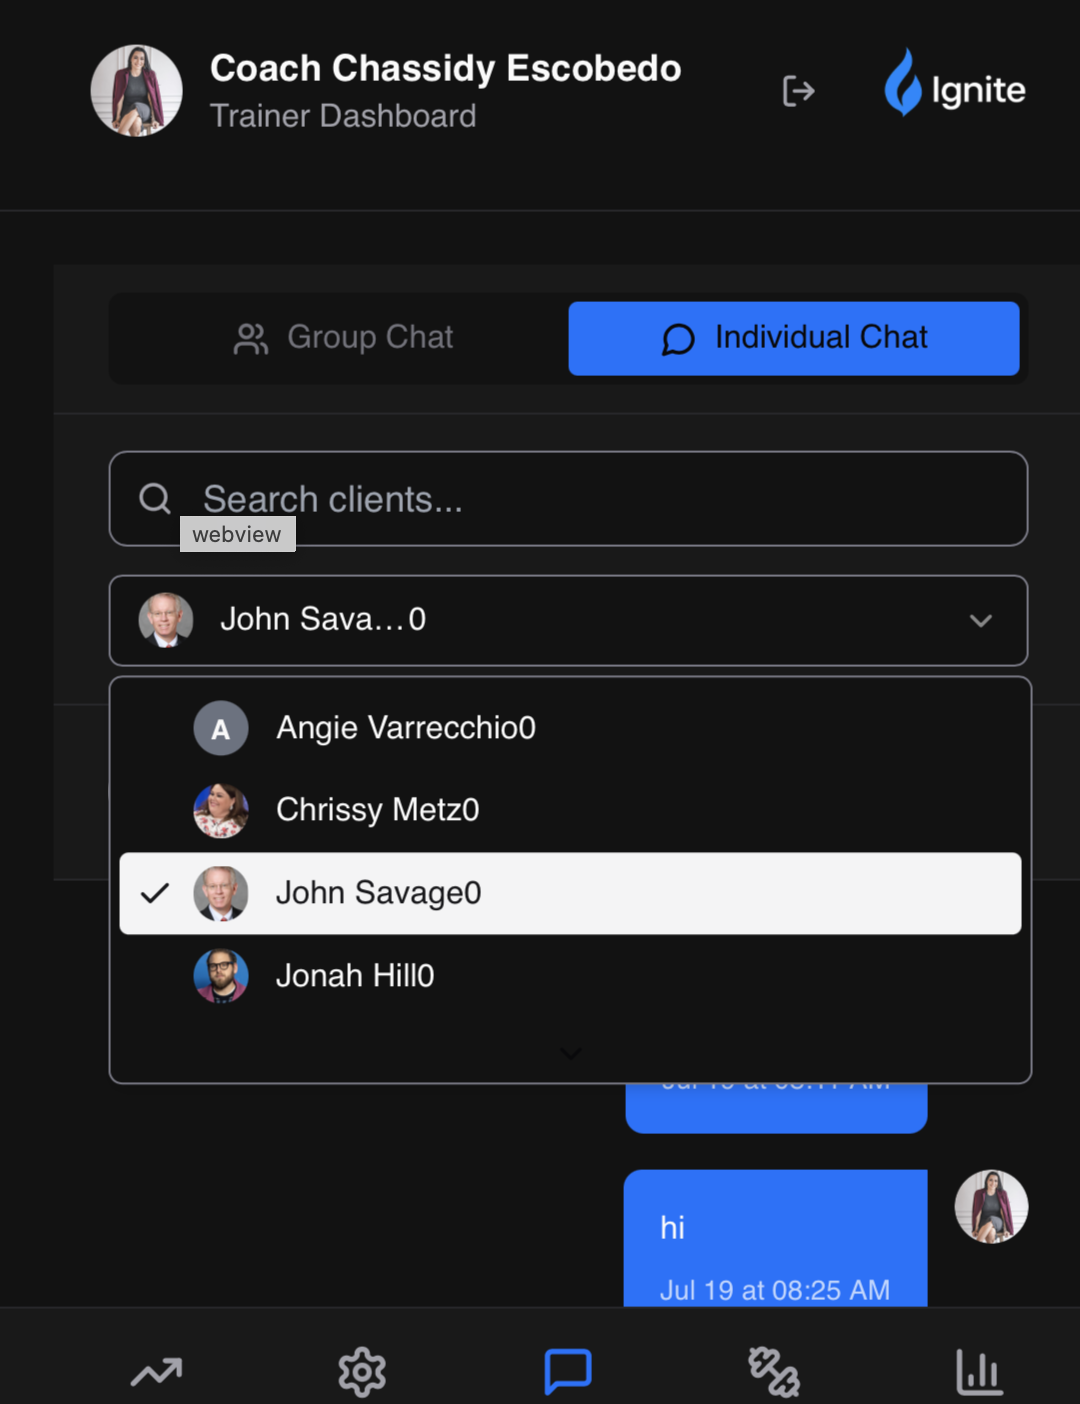 Coach Chassidy Escobedo
Trainer Dashboard
Ignite
Group Chat
Individual Chat
Search clients...
webview
John Sava...0
A
Angie Varrecchio0
Chrissy Metz0
John Savage0
Jonah Hill0
hi
Jul 19 at 08:25 AM